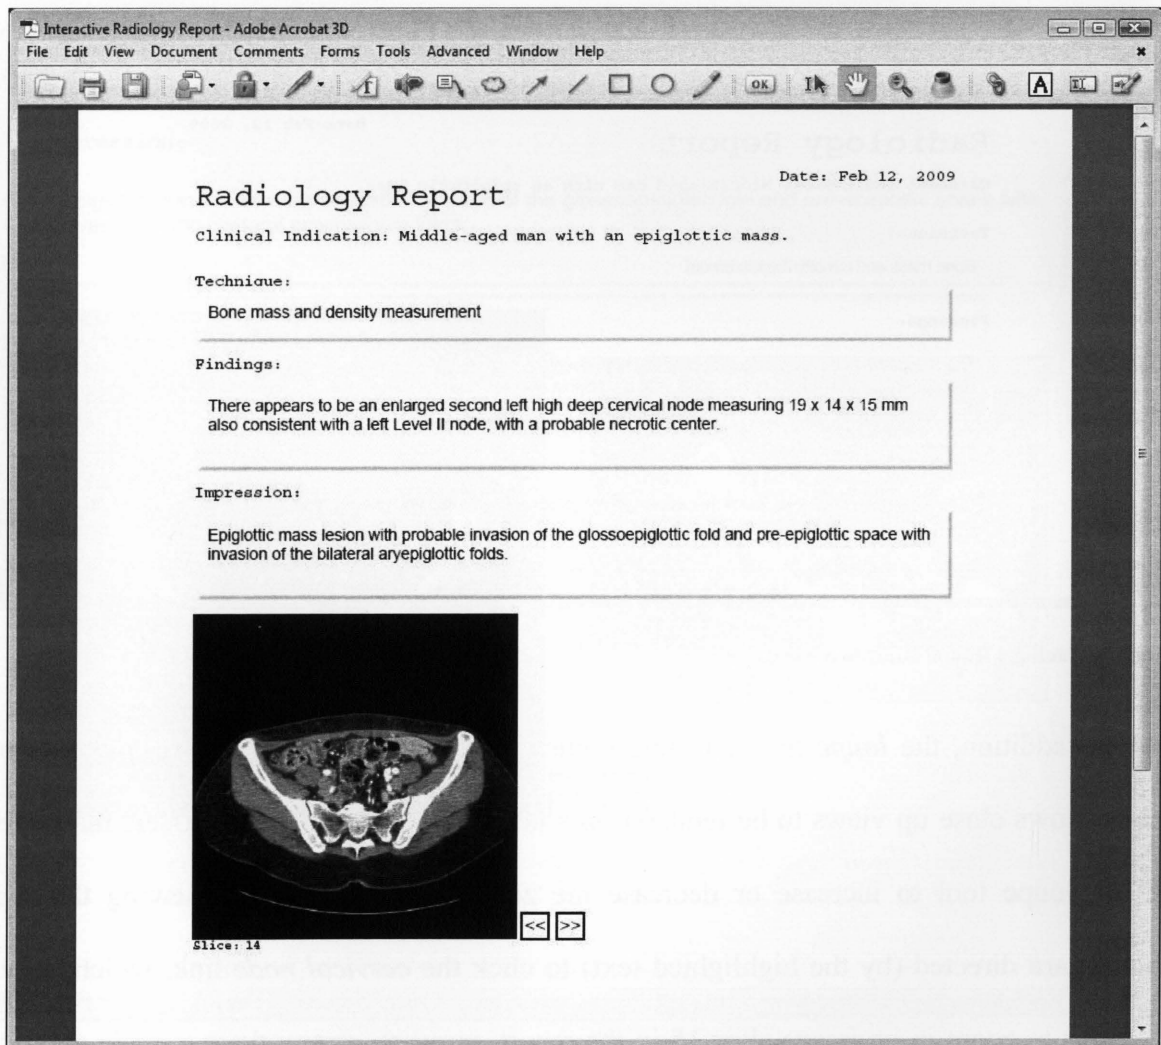 Interactive Radiology Report - Adobe Acrobat 3D
File Edit View Document Comments Forms Tools Advanced Window Help
OK
A
Date: Feb 12, 2009
Radiology Report
Clinical Indication: Middle-aged man with an epiglottic mass.
Technique:
Bone mass and density measurement
Findings:
There appears to be an enlarged second left high deep cervical node measuring 19 x 14 x 15 mm
also consistent with a left Level II node, with a probable necrotic center.
Impression:
Epiglottic mass lesion with probable invasion of the glossoepiglottic fold and pre-epiglottic space with
invasion of the bilateral aryepiglottic folds.
<< >>
Slice: 14